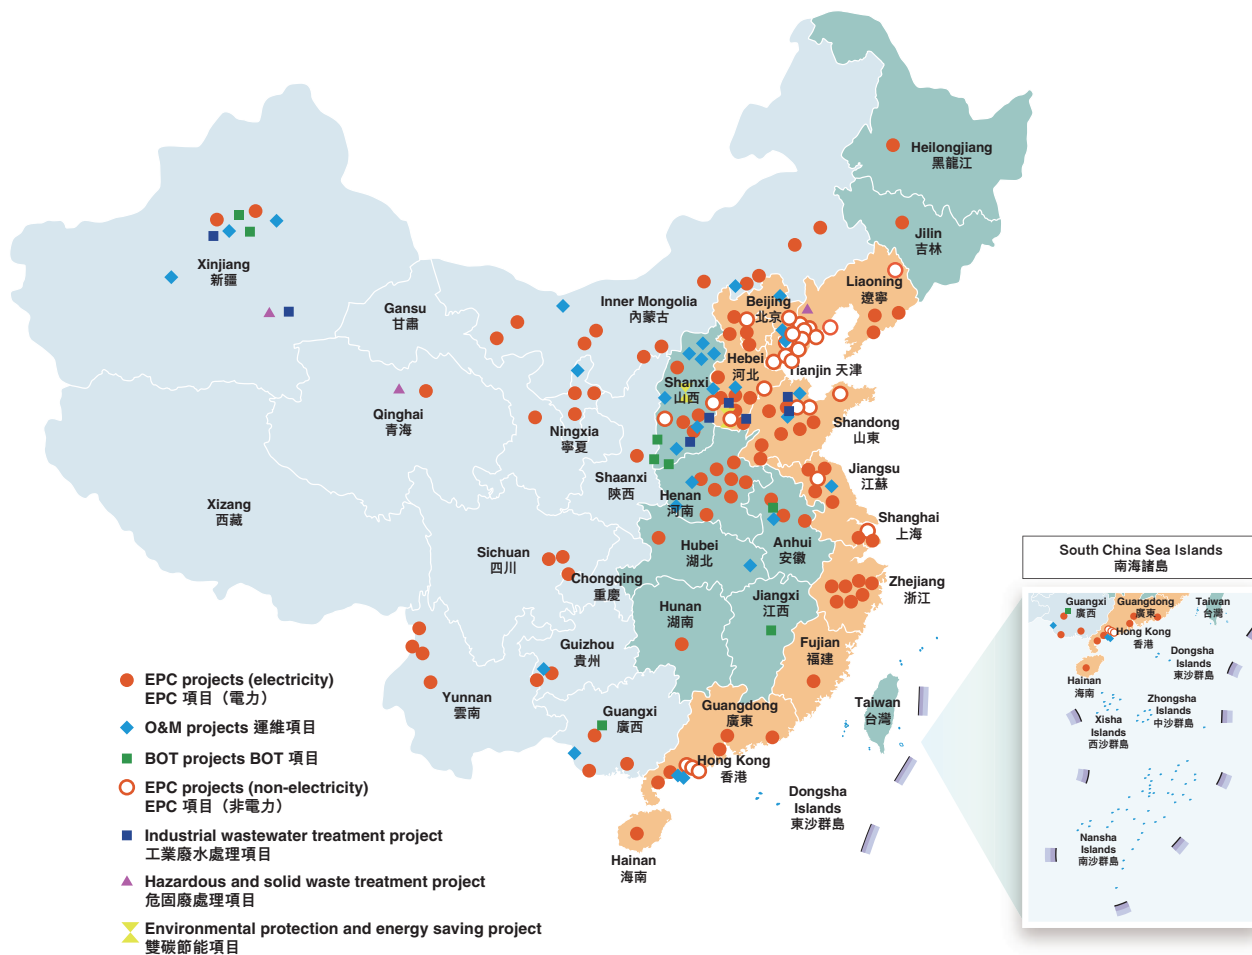 Heilongjiang
黑龍江
Jilin
吉林
Liaoning
遼寧
Xinjiang
新疆
Gansu
甘肅
Inner Mongolia
內蒙古
Beijing
北京
Hebei
河北
Tianjin 天津
Shanxi
山西
Qinghai
青海
Ningxia
寧夏
Shandong
山東
Shaanxi
陝西
Henan
河南
Jiangsu
江蘇
Xizang
西藏
Shanghai
上海
Sichuan
四川
Chongqing
重慶
Hubei
湖北
Anhui
安徽
Zhejiang
浙江
Hunan
湖南
Jiangxi
江西
Guizhou
貴州
Fujian
福建
Yunnan
雲南
Guangxi
廣西
Guangdong
廣東
Taiwan
台灣
Hong Kong
香港
Dongsha
Islands
東沙群島
Hainan
海南
EPC projects (electricity)
EPC 項目（電力）
O&M projects 運維項目
BOT projects BOT 項目
EPC projects (non-electricity)
EPC 項目（非電力）
Industrial wastewater treatment project
工業廢水處理項目
Hazardous and solid waste treatment project
危固廢處理項目
Environmental protection and energy saving project
雙碳節能項目
South China Sea Islands
南海諸島
Guangxi
廣西
Guangdong
廣東
Taiwan
台灣
Hong Kong
香港
Dongsha
Islands
東沙群島
Hainan
海南
Zhongsha
Islands
中沙群島
Xisha
Islands
西沙群島
Nansha
Islands
南沙群島